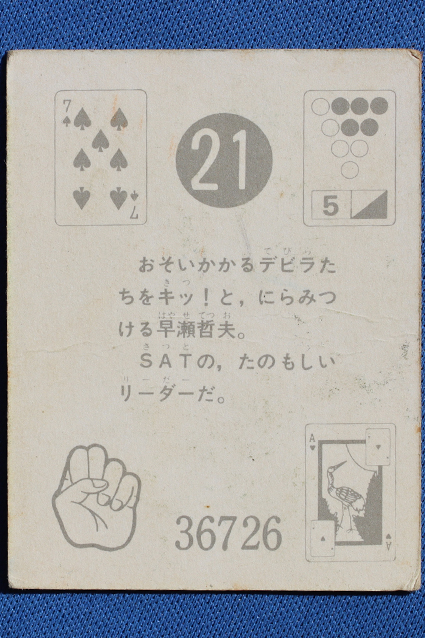 7
21
5
7
おそいかかるデビラた
ちをキッ！と，にらみつ
ける早瀬哲夫。
ＳＡＴの，たのもしい
リーダーだ。
A
36726
A